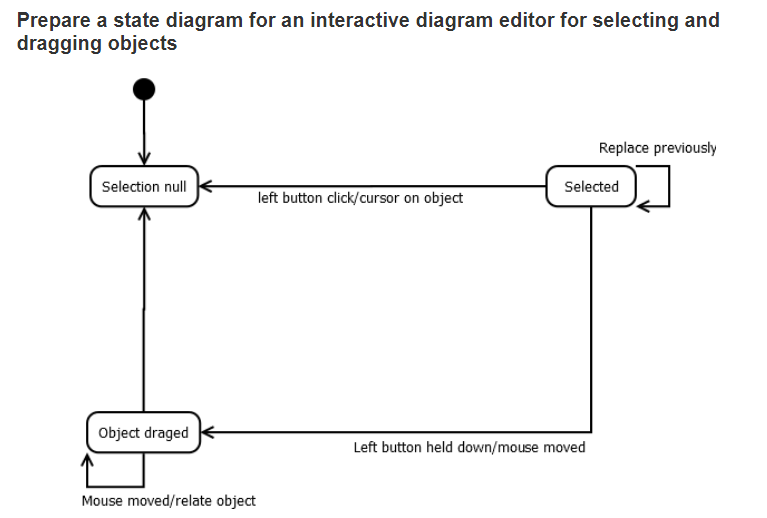 Prepare a state diagram for an interactive diagram editor for selecting and
dragging objects
Replace previously
Selection null
Selected
left button click/cursor on object
Object draged
Left button held down/mouse moved
Mouse moved/relate object